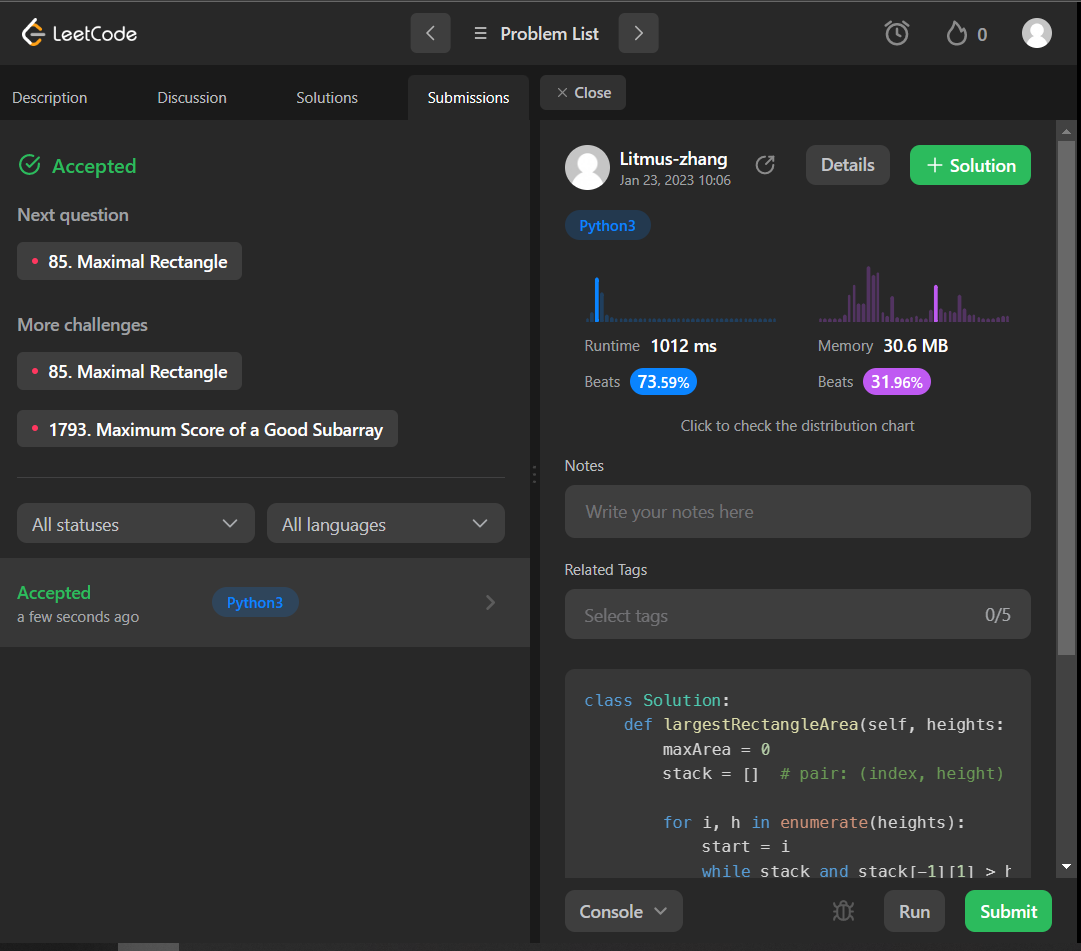 LeetCode
Problem List
0
Description
Discussion
Solutions
Submissions
Close
Accepted
Next question
85. Maximal Rectangle
More challenges
85. Maximal Rectangle
1793. Maximum Score of a Good Subarray
All statuses
All languages
Accepted
Python3
a few seconds ago
Litmus-zhang
Jan 23, 2023 10:06
Details
+ Solution
Python3
Runtime 1012 ms
Beats 73.59%
Memory 30.6 MB
Beats 31.96%
Click to check the distribution chart
Notes
Write your notes here
Related Tags
Select tags
0/5
class Solution:
    def largestRectangleArea(self, heights:
        maxArea = 0
        stack = []  # pair: (index, height)
        for i, h in enumerate(heights):
            start = i
            while stack and stack[-1][1] > h
Console
Run
Submit